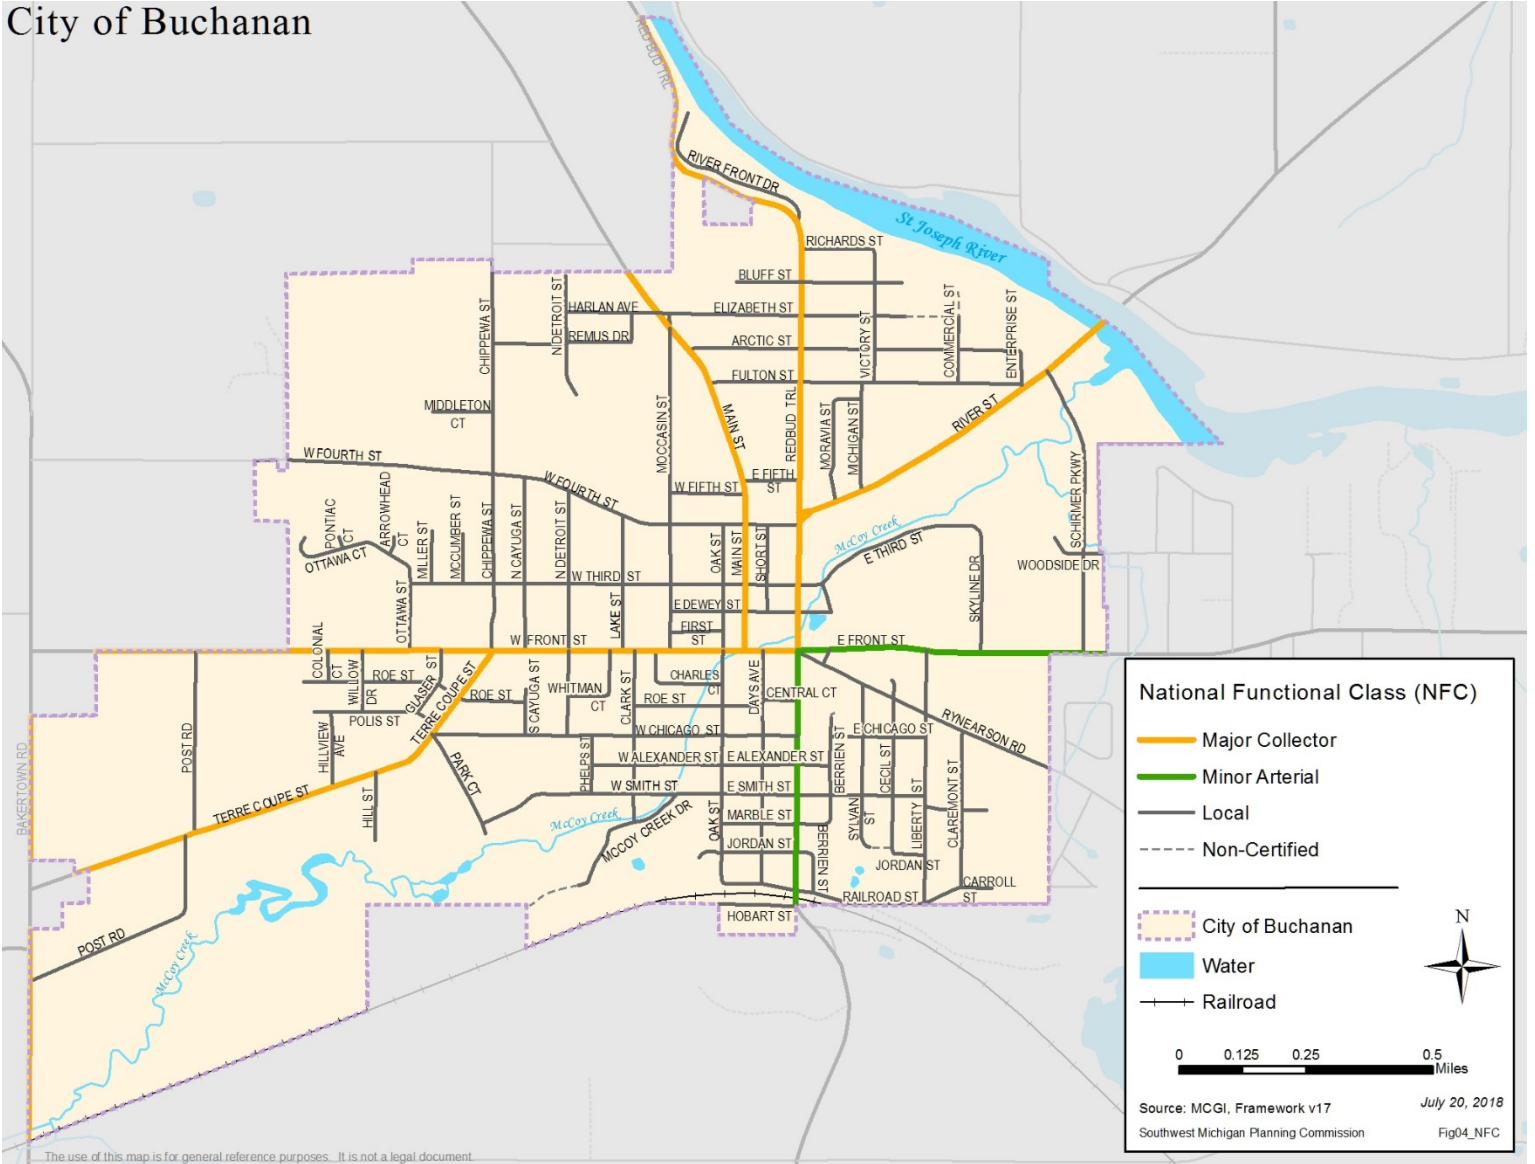 City of Buchanan
RED BUD TRL
RIVER FRONT DR
St Joseph River
RICHARDS ST
BLUFF ST
CHIPPEWA ST
N DETROIT ST
HARLAN AVE
ELIZABETH ST
VICTORY ST
COMMERCIAL ST
ENTERPRISE ST
REMUS DR
ARCTIC ST
FULTON ST
MIDDLETON
CT
MOCCASIN ST
MAIN ST
REDBUD TRL
MORAVIA ST
MICHIGAN ST
RIVER ST
W FOURTH ST
W FOURTH ST
E FIFTH
ST
W FIFTH ST
SCHIRMER PKWY
PONTIAC
CT
ARROWHEAD
CT
OTTAWA CT
MILLER ST
MCCUMBER ST
CHIPPEWA ST
N CAYUGA ST
N DETROIT ST
OAK ST
MAIN ST
SHORT ST
McCoy Creek
E THIRD ST
WOODSIDE DR
SKYLINE DR
W THIRD ST
OTTAWA ST
LAKE ST
E DEWEY ST
FIRST
ST
W FRONT ST
E FRONT ST
COLONIAL
CT
WILLOW
DR
ROE ST
GLASER ST
TERRE COUPE ST
ROE ST
S CAYUGA ST
WHITMAN
CT
CLARK ST
CHARLES
CT
ROE ST
DAYS AVE
CENTRAL CT
POLIS ST
HILLVIEW
AVE
POST RD
BAKERTOWN RD
W CHICAGO ST
E CHICAGO ST
RYNEARSON RD
PARK CT
PHELPS ST
W ALEXANDER ST
E ALEXANDER ST
BERRIEN ST
CECIL ST
W SMITH ST
E SMITH ST
SYLVAN
ST
LIBERTY ST
CLAREMONT ST
TERRE COUPE ST
HILL ST
McCoy Creek
MCCOY CREEK DR
OAK ST
MARBLE ST
JORDAN ST
BERRIEN ST
JORDAN ST
CARROLL
ST
RAILROAD ST
HOBART ST
POST RD
McCoy Creek
National Functional Class (NFC)
Major Collector
Minor Arterial
Local
Non-Certified
City of Buchanan
Water
Railroad
N
0 0.125 0.25 0.5
Miles
Source: MCGI, Framework v17
July 20, 2018
Southwest Michigan Planning Commission
Fig04_NFC
The use of this map is for general reference purposes. It is not a legal document.